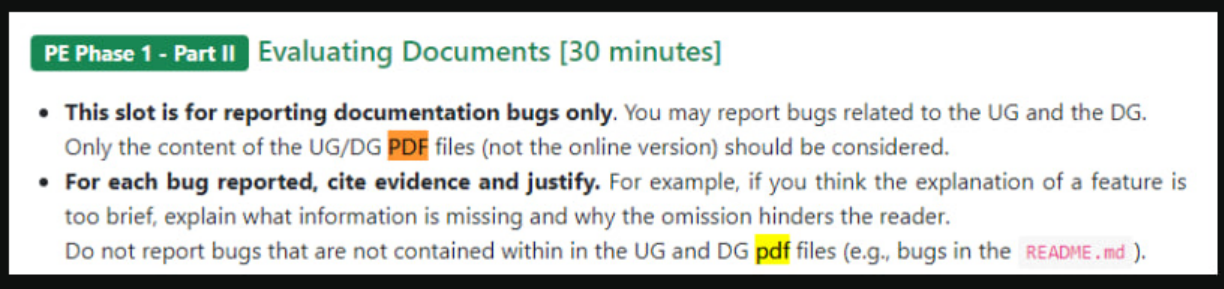 PE Phase 1 - Part II Evaluating Documents [30 minutes]
• This slot is for reporting documentation bugs only. You may report bugs related to the UG and the DG.
Only the content of the UG/DG PDF files (not the online version) should be considered.
• For each bug reported, cite evidence and justify. For example, if you think the explanation of a feature is
too brief, explain what information is missing and why the omission hinders the reader.
Do not report bugs that are not contained within in the UG and DG pdf files (e.g., bugs in the README.md ).